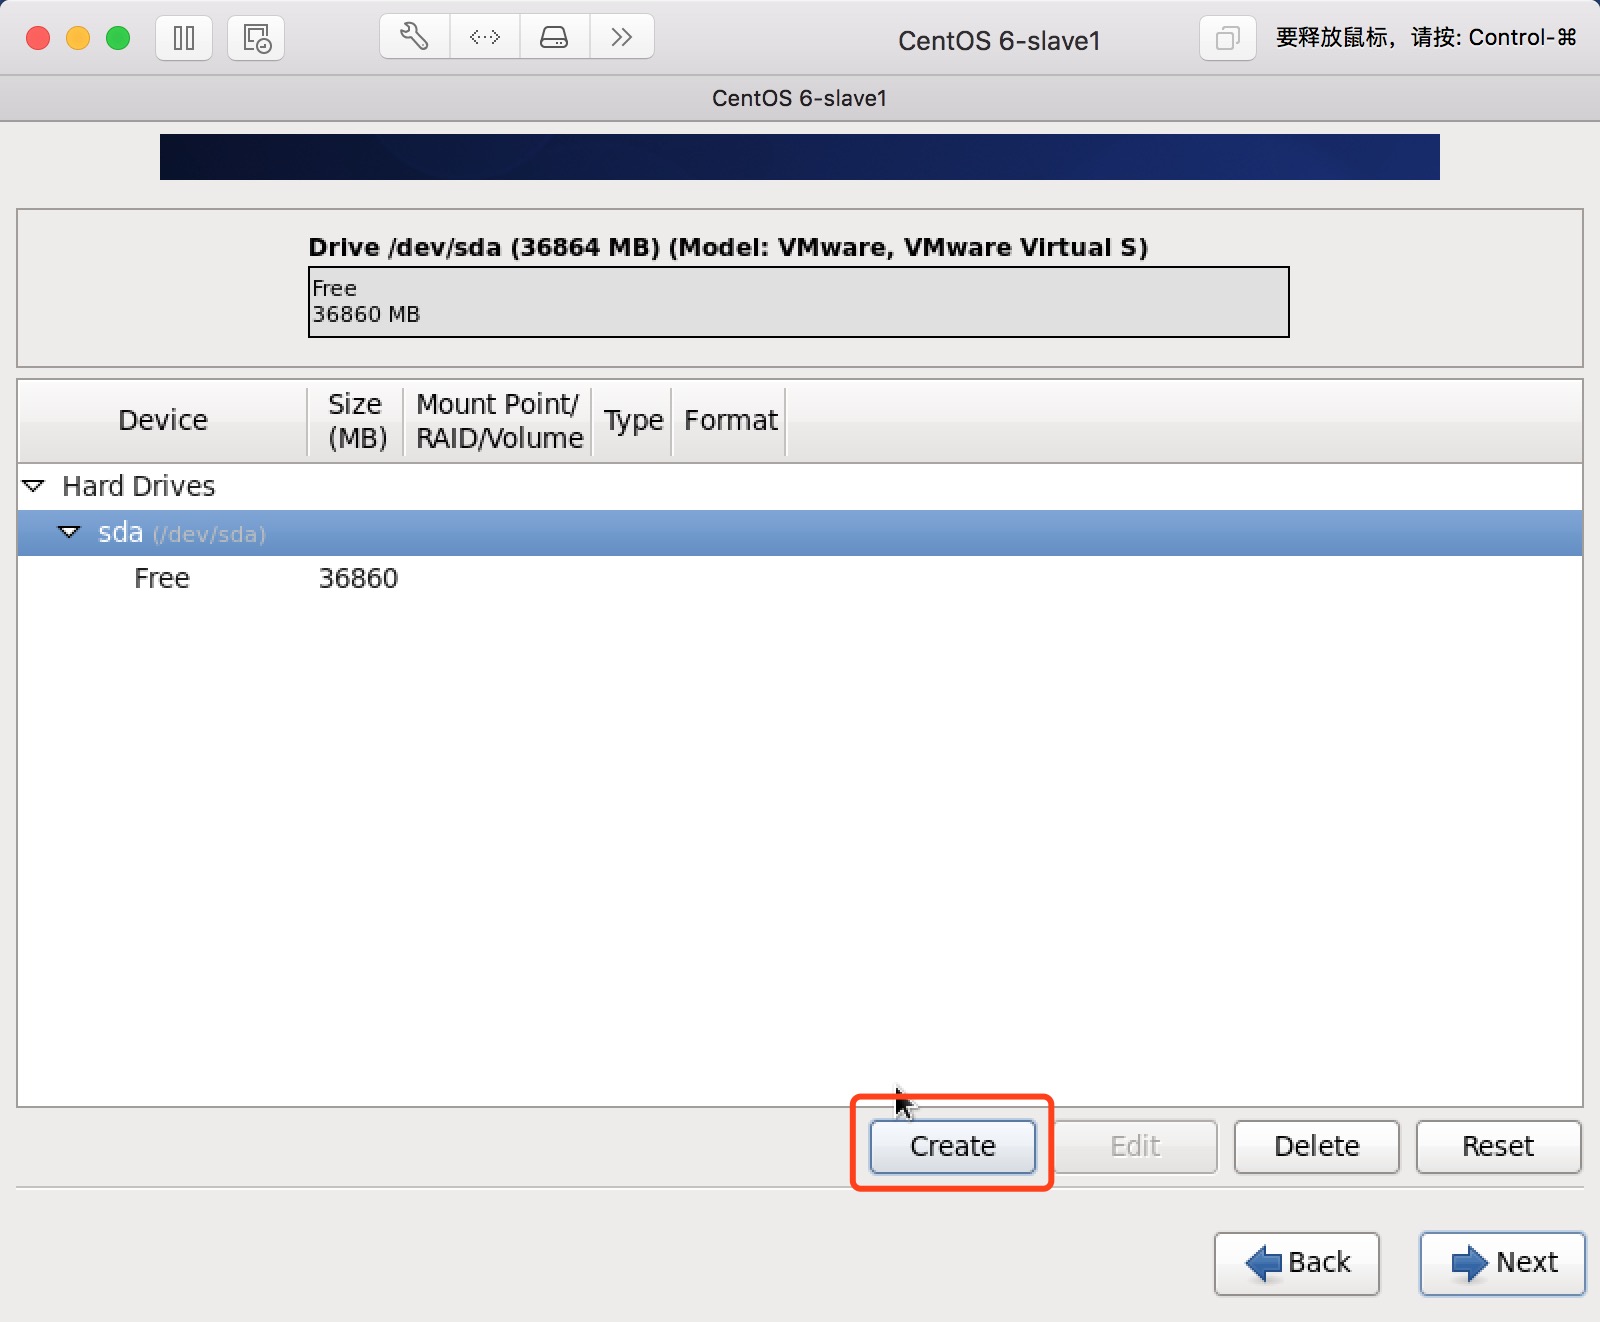 CentOS 6-slave1
要释放鼠标，请按: Control-⌘
CentOS 6-slave1
Drive /dev/sda (36864 MB) (Model: VMware, VMware Virtual S)
Free
36860 MB
Device
Size
(MB)
Mount Point/
RAID/Volume
Type
Format
Hard Drives
sda (/dev/sda)
Free 36860
Create Edit Delete Reset
Back Next